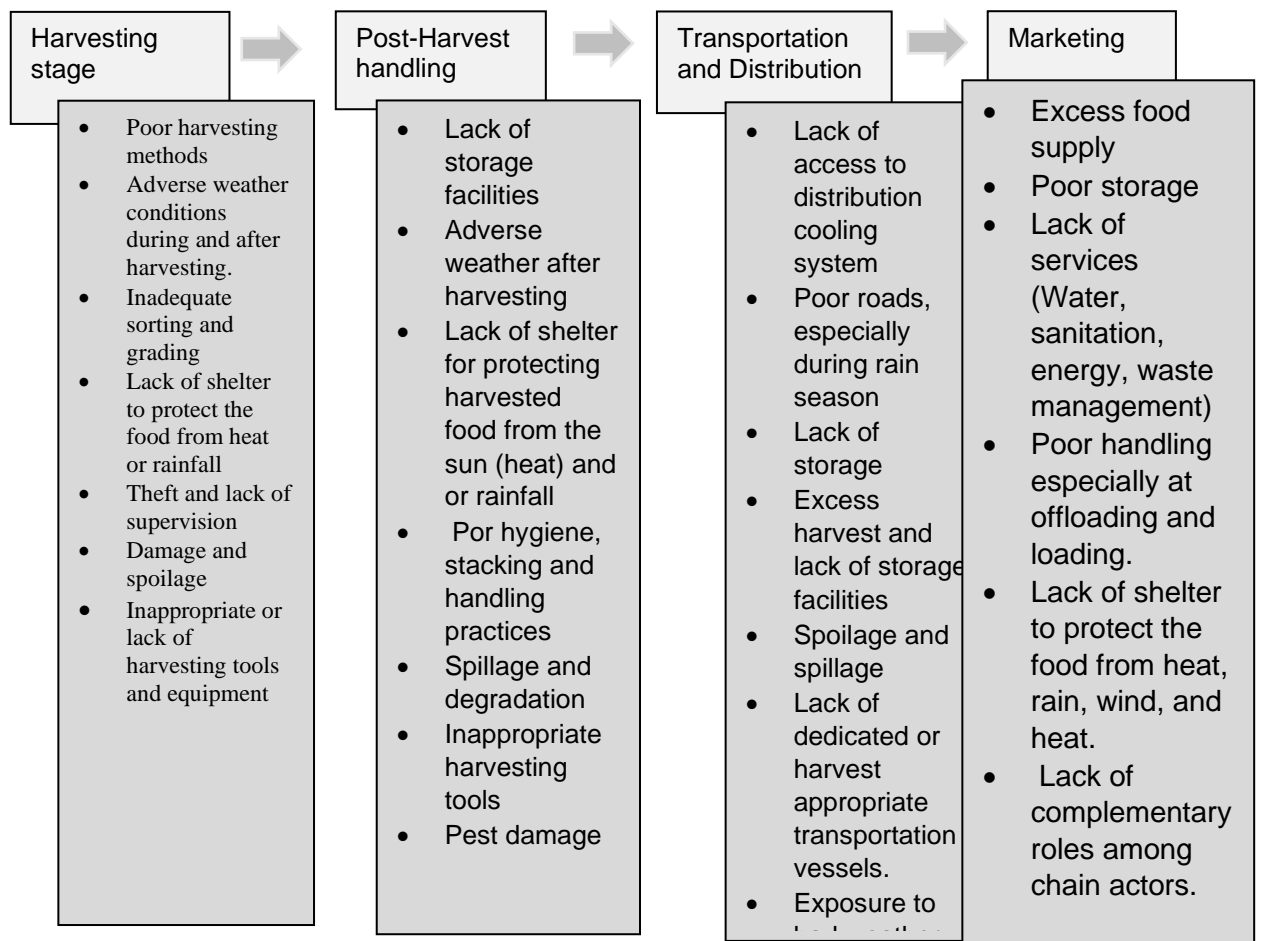 Harvesting
stage
• Poor harvesting
methods
• Adverse weather
conditions
during and after
harvesting.
• Inadequate
sorting and
grading
• Lack of shelter
to protect the
food from heat
or rainfall
• Theft and lack of
supervision
• Damage and
spoilage
• Inappropriate or
lack of
harvesting tools
and equipment
Post-Harvest
handling
• Lack of
storage
facilities
• Adverse
weather after
harvesting
• Lack of shelter
for protecting
harvested
food from the
sun (heat) and
or rainfall
• Por hygiene,
stacking and
handling
practices
• Spillage and
degradation
• Inappropriate
harvesting
tools
• Pest damage
Transportation
and Distribution
• Lack of
access to
distribution
cooling
system
• Poor roads,
especially
during rain
season
• Lack of
storage
• Excess
harvest and
lack of storage
facilities
• Spoilage and
spillage
• Lack of
dedicated or
harvest
appropriate
transportation
vessels.
• Exposure to
Marketing
• Excess food
supply
• Poor storage
• Lack of
services
(Water,
sanitation,
energy, waste
management)
• Poor handling
especially at
offloading and
loading.
• Lack of shelter
to protect the
food from heat,
rain, wind, and
heat.
• Lack of
complementary
roles among
chain actors.